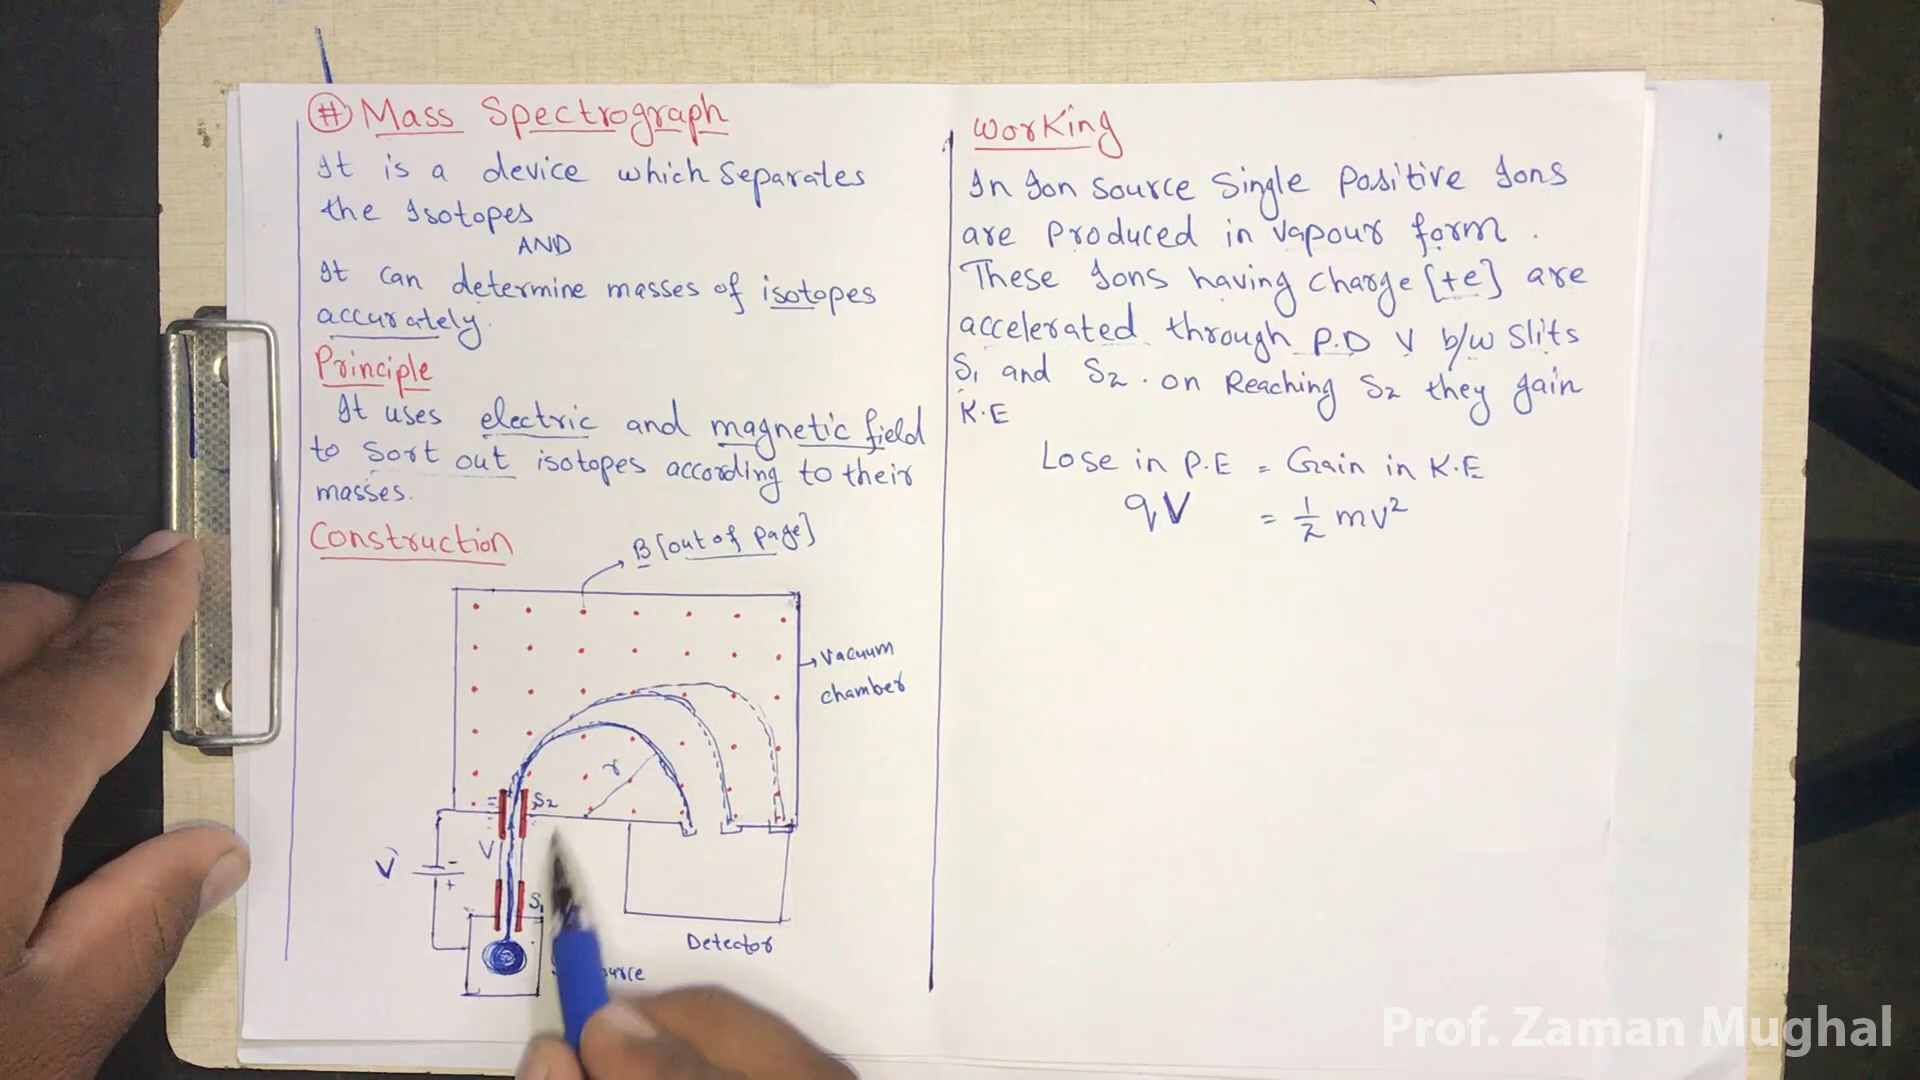 # Mass Spectrograph
It is a device which separates
the Isotopes
AND
It can determine masses of isotopes
accurately.
Principle
It uses electric and magnetic field
to sort out isotopes according to their
masses.
Construction
B [out of page]
Vacuum
chamber
r
S2
V
V
-
+
S1
Detector
Working
In Ion source Single Positive Ions
are Produced in vapour form.
These Ions having charge [+e] are
accelerated through P.D V b/w Slits
S1 and S2. on Reaching S2 they gain
K.E
Lose in P.E = Gain in K.E
qV = 1/2 mv²
Prof. Zaman Mughal